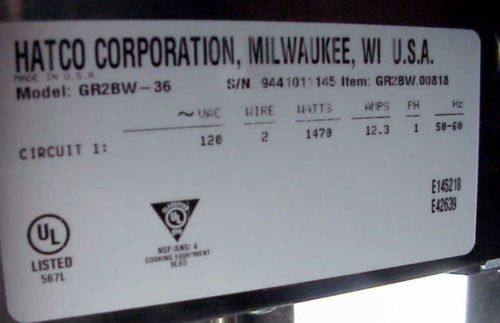 HATCO CORPORATION, MILWAUKEE, WI U.S.A.
MADE IN U.S.A.
Model: GR2BW-36 S/N 9441011145 Item: GR2BW.00818
~ VAC WIRE WATTS AMPS PH Hz
CIRCUIT 1: 120 2 1470 12.3 1 50-60
E145218
E42639
UL
LISTED
567L
UL
NSF/ANSI 4
COOKING EQUIPMENT
9L65